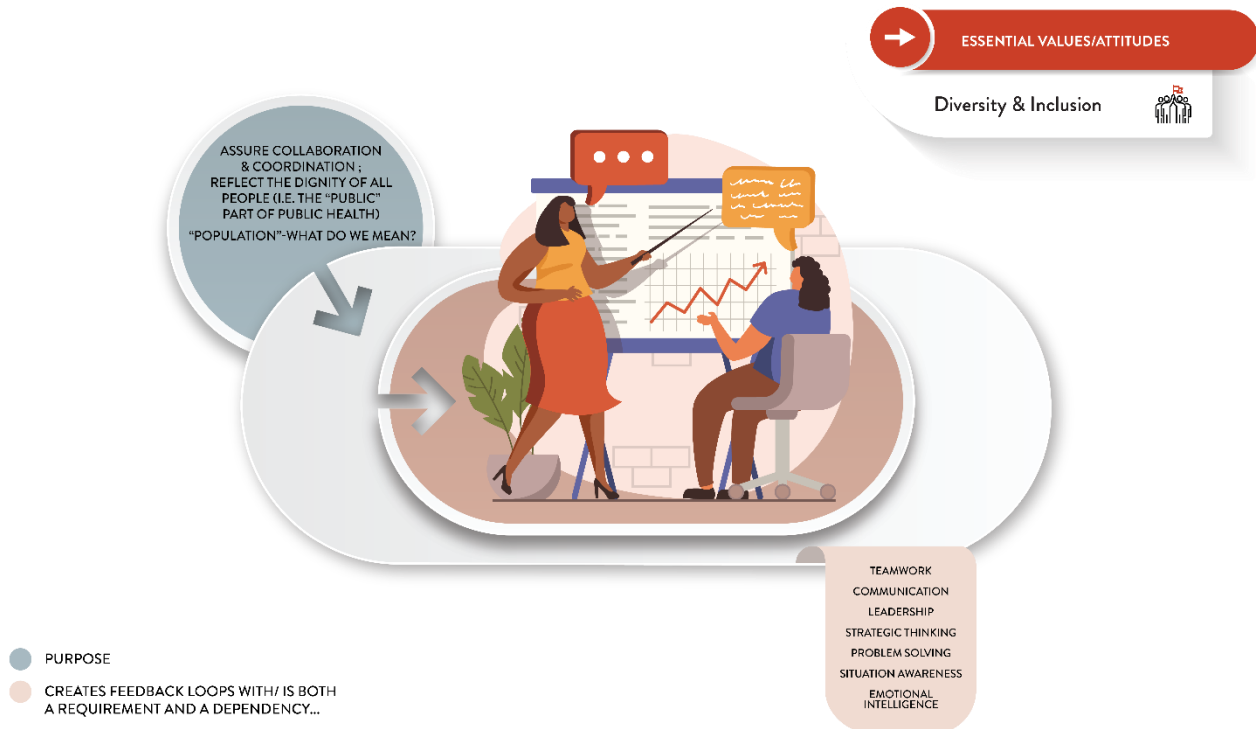 ESSENTIAL VALUES/ATTITUDES
Diversity & Inclusion
ASSURE COLLABORATION
& COORDINATION ;
REFLECT THE DIGNITY OF ALL
PEOPLE (I.E. THE “PUBLIC”
PART OF PUBLIC HEALTH)
“POPULATION”-WHAT DO WE MEAN?
TEAMWORK
COMMUNICATION
LEADERSHIP
STRATEGIC THINKING
PROBLEM SOLVING
SITUATION AWARENESS
EMOTIONAL
INTELLIGENCE
PURPOSE
CREATES FEEDBACK LOOPS WITH/ IS BOTH
A REQUIREMENT AND A DEPENDENCY...